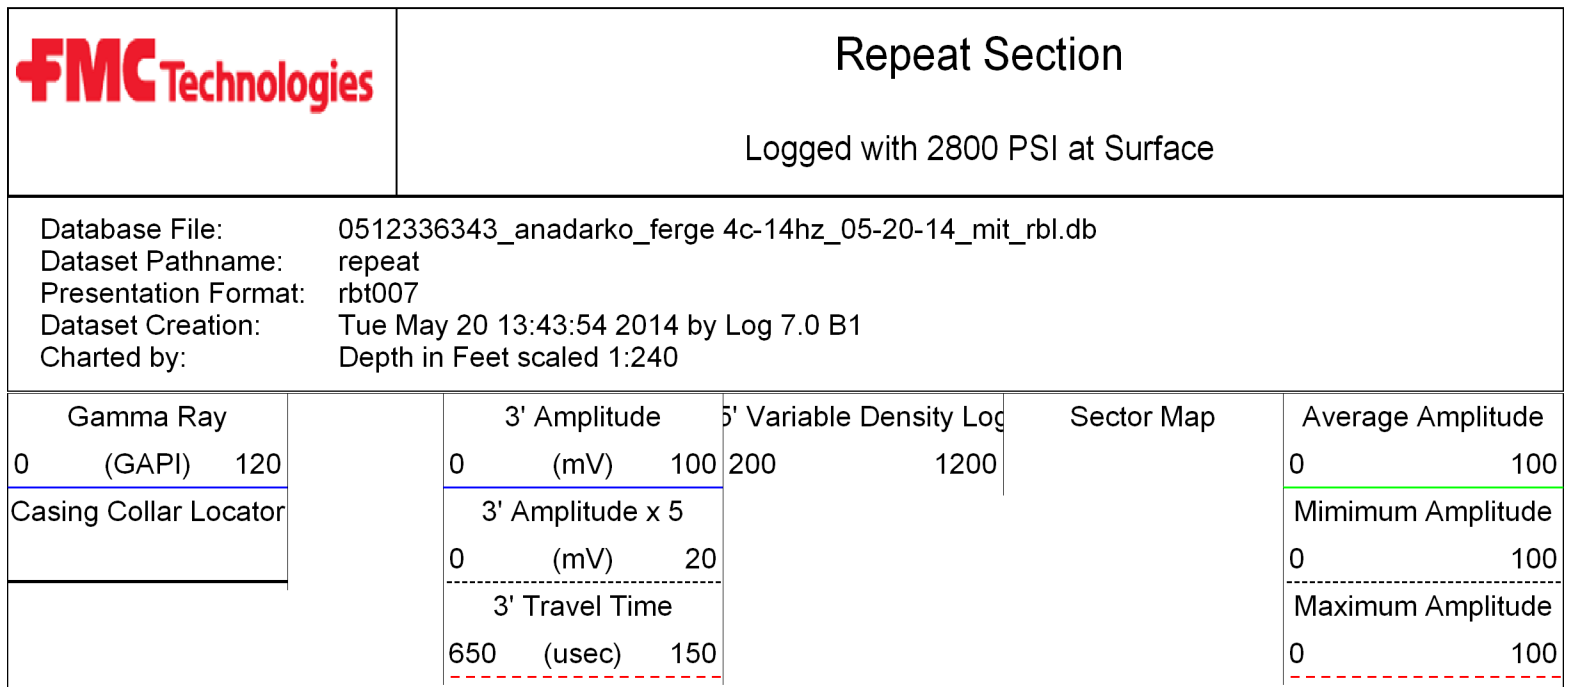 FMC Technologies
Repeat Section
Logged with 2800 PSI at Surface
Database File: 0512336343_anadarko_ferge 4c-14hz_05-20-14_mit_rbl.db
Dataset Pathname: repeat
Presentation Format: rbt007
Dataset Creation: Tue May 20 13:43:54 2014 by Log 7.0 B1
Charted by: Depth in Feet scaled 1:240
Gamma Ray
0 (GAPI) 120
Casing Collar Locator
3' Amplitude
0 (mV) 100
3' Amplitude x 5
0 (mV) 20
3' Travel Time
650 (usec) 150
5' Variable Density Log
200 1200
Sector Map
Average Amplitude
0 100
Mimimum Amplitude
0 100
Maximum Amplitude
0 100